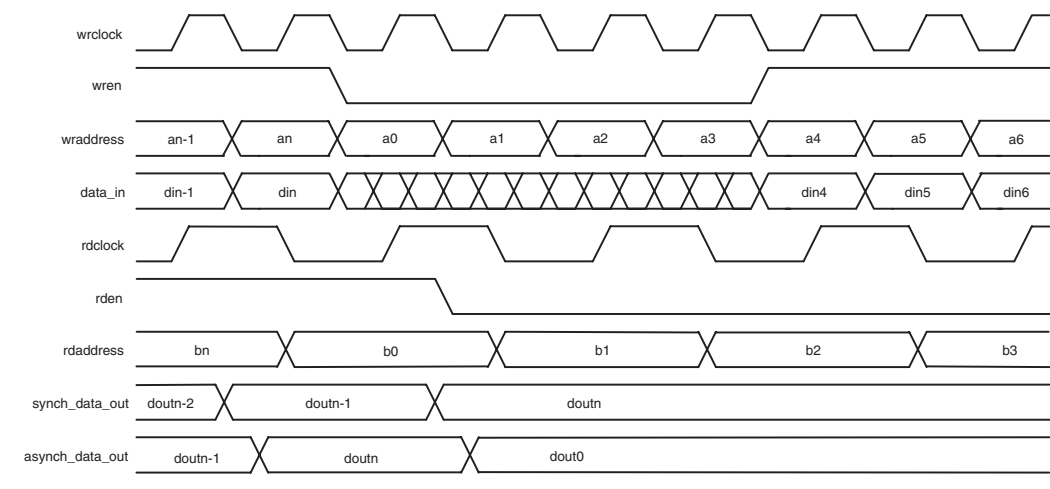 wrclock
wren
wraddress an-1 an a0 a1 a2 a3 a4 a5 a6
data_in din-1 din din4 din5 din6
rdclock
rden
rdaddress bn b0 b1 b2 b3
synch_data_out doutn-2 doutn-1 doutn
asynch_data_out doutn-1 doutn dout0